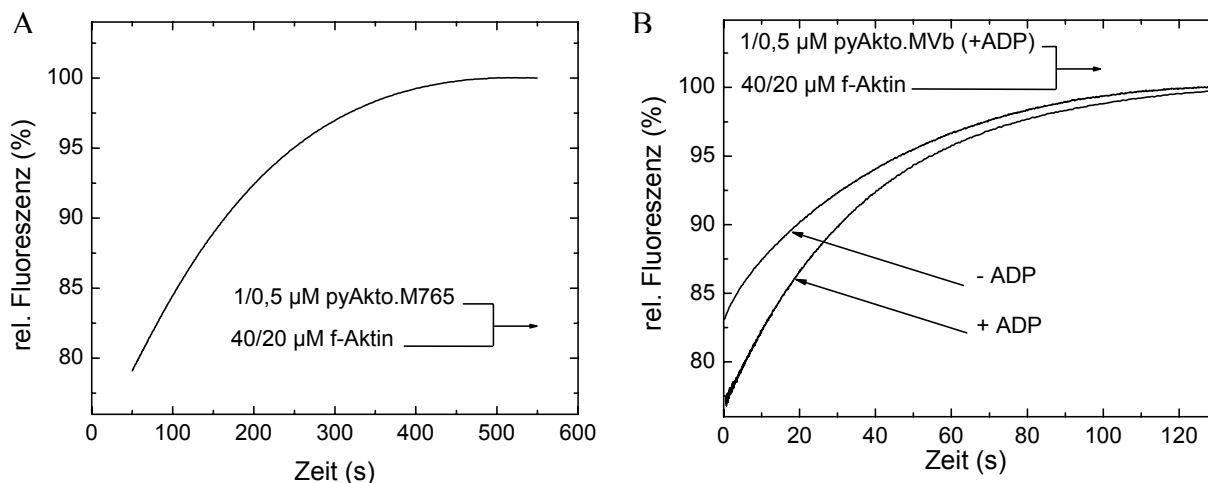 A
rel. Fluoreszenz (%)
100
95
90
85
80
1/0,5 µM pyAkto.M765
40/20 µM f-Aktin
0 100 200 300 400 500 600
Zeit (s)
B
rel. Fluoreszenz (%)
1/0,5 µM pyAkto.MVb (+ADP)
40/20 µM f-Aktin
100
95
90
85
80
- ADP
+ ADP
0 20 40 60 80 100 120
Zeit (s)